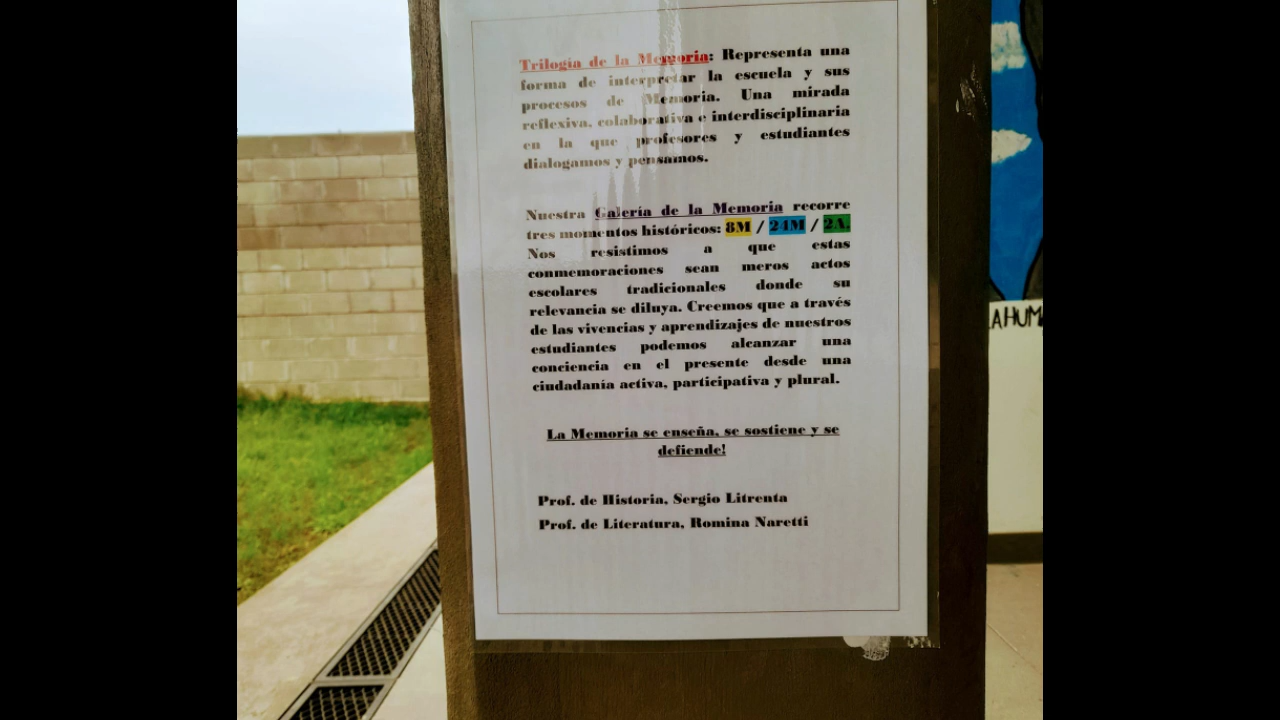 Trilogía de la Memoria: Representa una
forma de interpretar la escuela y sus
procesos de Memoria. Una mirada
reflexiva, colaborativa e interdisciplinaria
en la que profesores y estudiantes
dialogamos y pensamos.
Nuestra Galería de la Memoria recorre
tres momentos históricos: 8M / 24M / 2A.
Nos resistimos a que estas
conmemoraciones sean meros actos
escolares tradicionales donde su
relevancia se diluya. Creemos que a través
de las vivencias y aprendizajes de nuestros
estudiantes podemos alcanzar una
conciencia en el presente desde una
ciudadanía activa, participativa y plural.
La Memoria se enseña, se sostiene y se
defiende!
Prof. de Historia, Sergio Litrenta
Prof. de Literatura, Romina Naretti